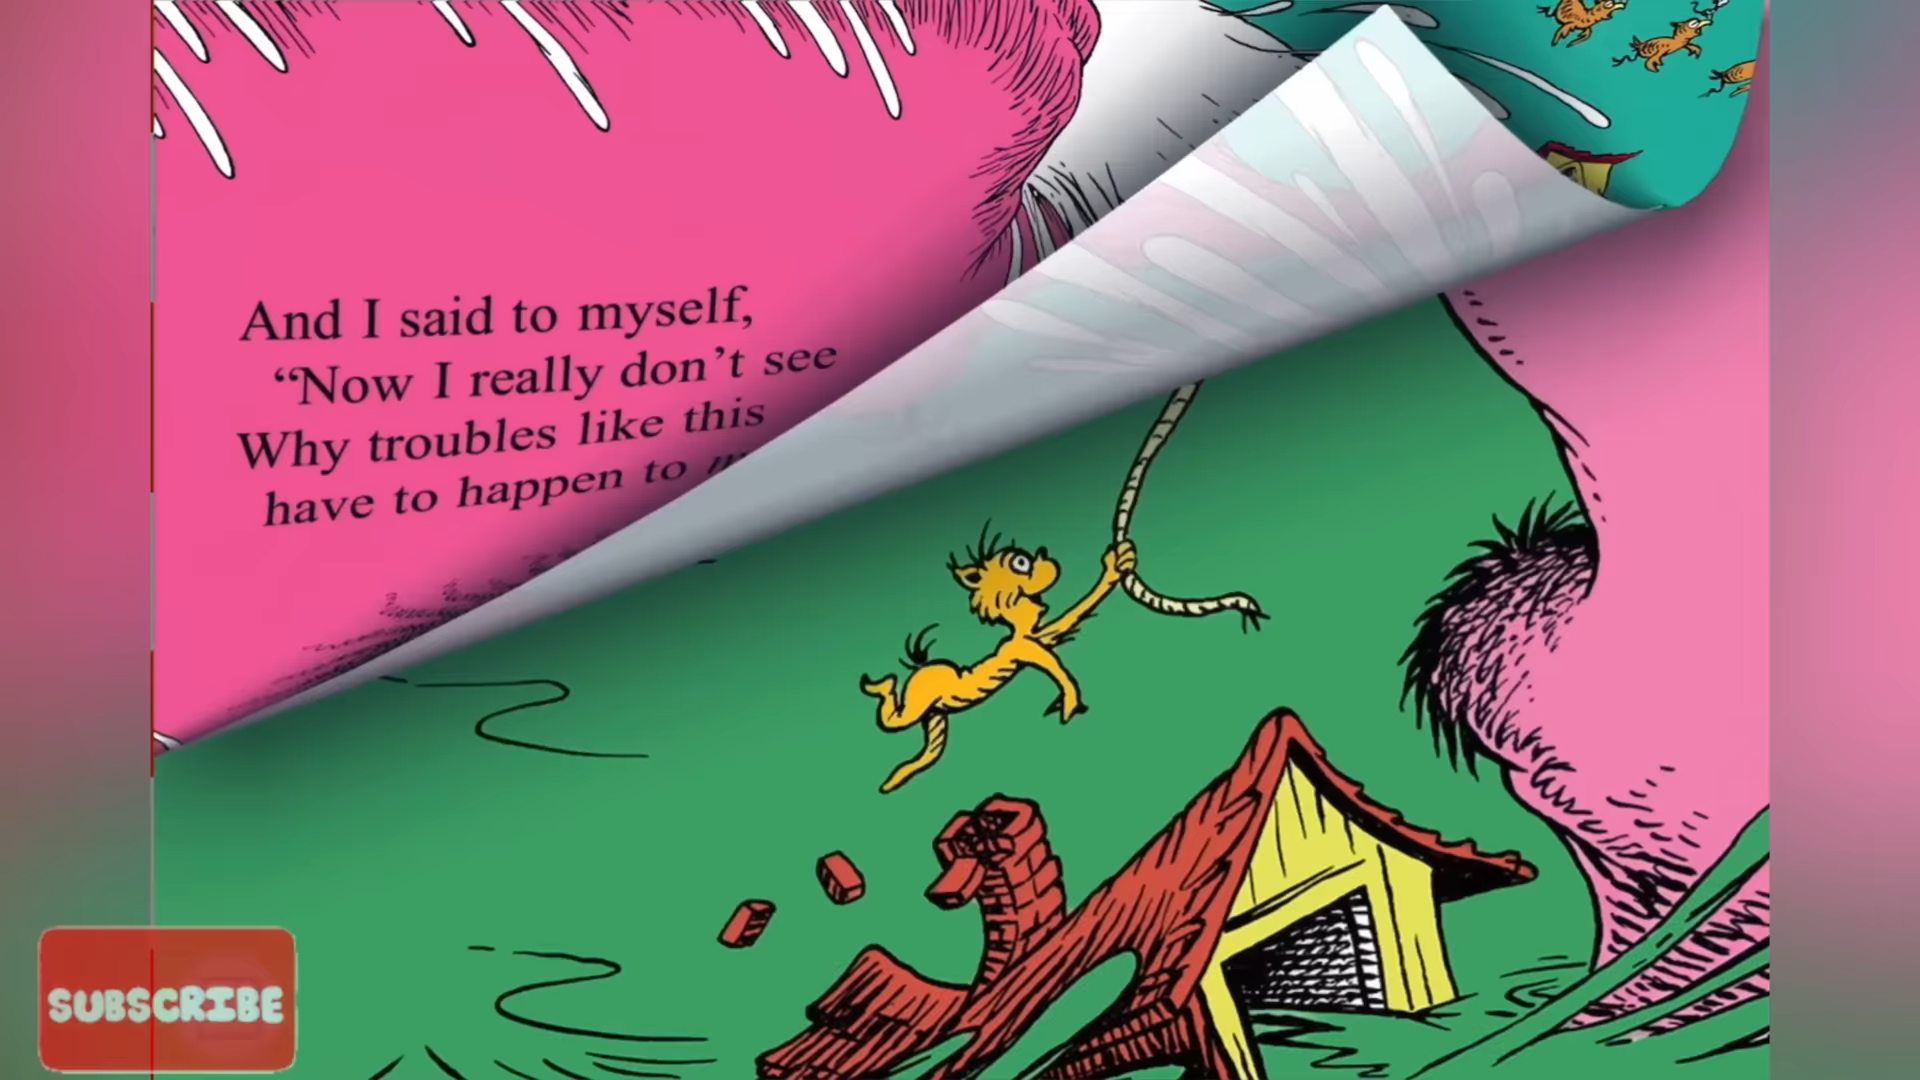 And I said to myself,
“Now I really don’t see
Why troubles like this
have to happen to
SUBSCRIBE